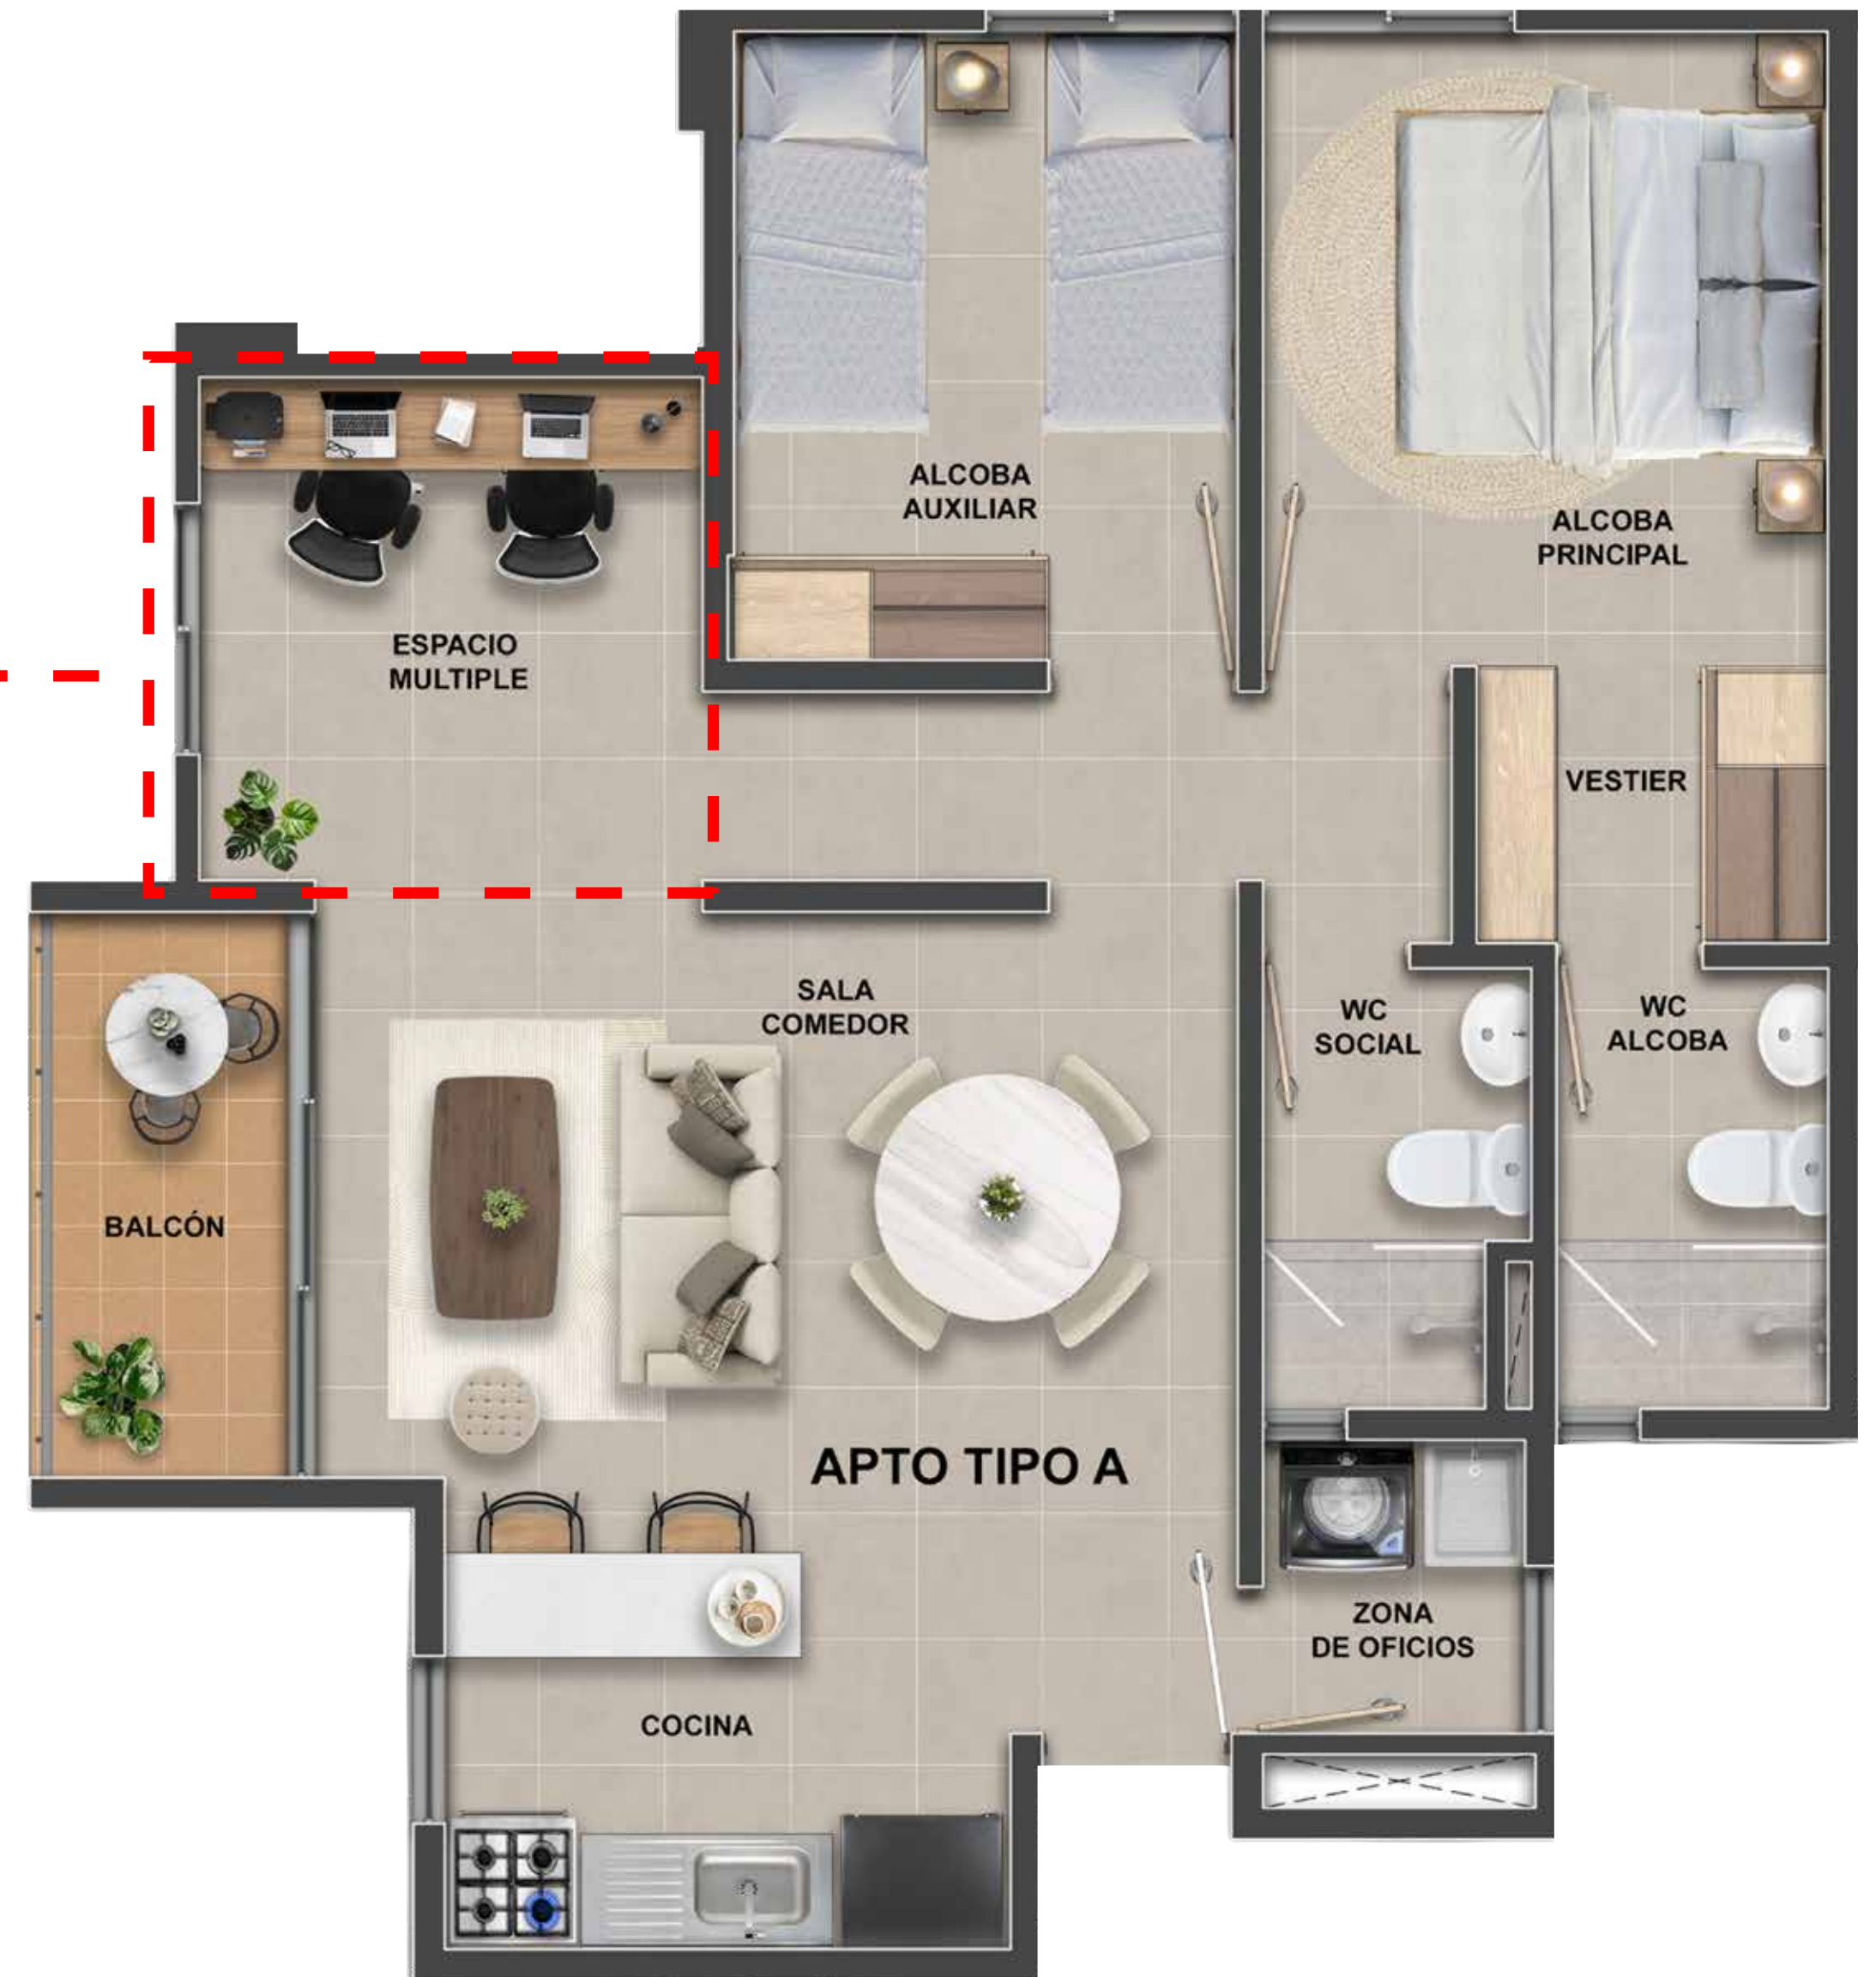 ALCOBA
AUXILIAR
ALCOBA
PRINCIPAL
ESPACIO
MULTIPLE
VESTIER
SALA
COMEDOR
WC
SOCIAL
WC
ALCOBA
BALCÓN
APTO TIPO A
ZONA
DE OFICIOS
COCINA